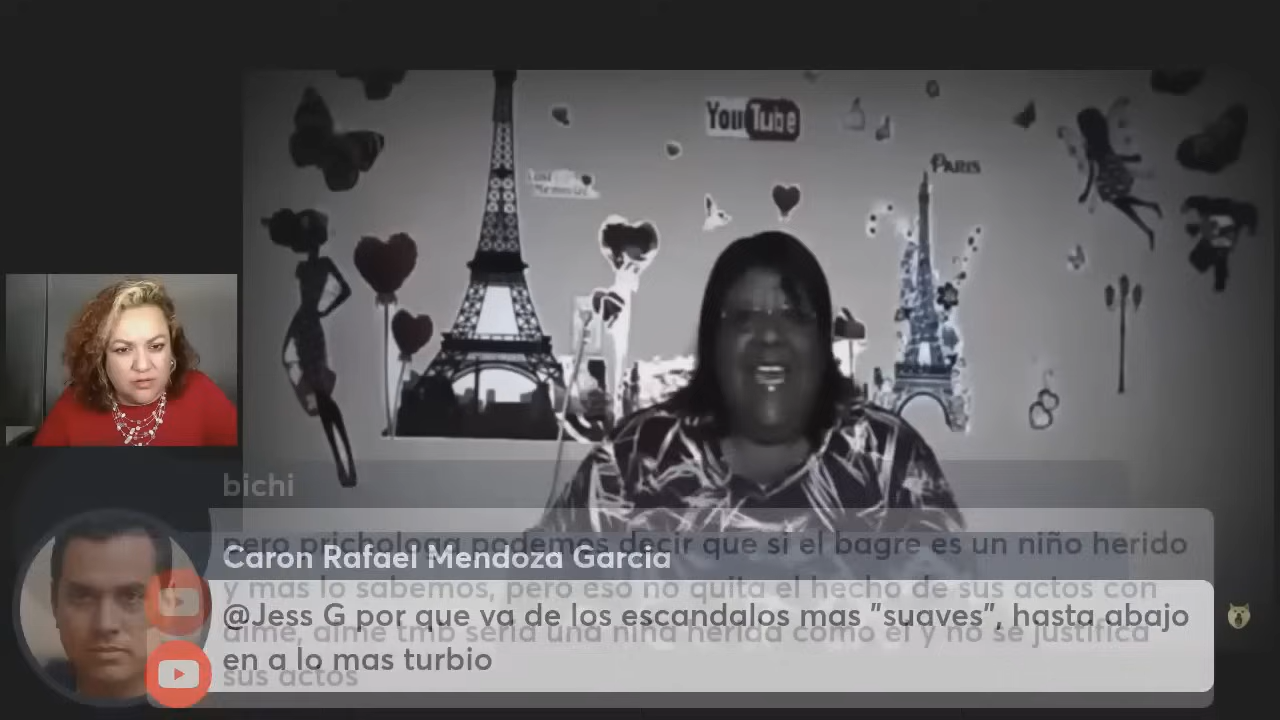 YouTube
PARIS
bichi
pero prichologa podemos decir que si el bagre es un niño herido
Caron Rafael Mendoza Garcia
y mas lo sabemos, pero eso no quita el hecho de sus actos con
@Jess G por que va de los escandalos mas "suaves", hasta abajo
aime, aime tmb seria una niña herida como el y no se justifica
en a lo mas turbio
sus actos